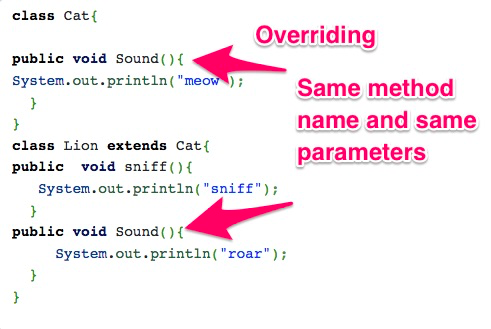 class Cat{
Overriding
public void Sound(){
System.out.println("meow");
}
}
Same method
name and same
parameters
class Lion extends Cat{
public void sniff(){
System.out.println("sniff");
}
public void Sound(){
System.out.println("roar");
}
}